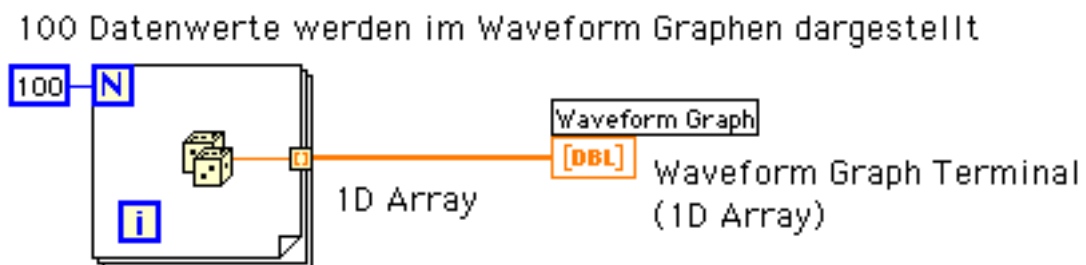 100 Datenwerte werden im Waveform Graphen dargestellt
100
N
Waveform Graph
[DBL]
Waveform Graph Terminal
(1D Array)
1D Array
i